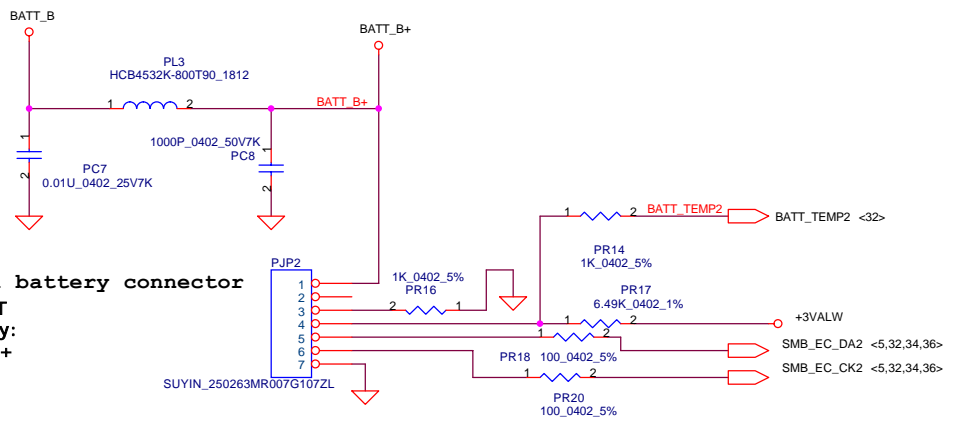 BATT_B
BATT_B+
PL3
HCB4532K-800T90_1812
1
2
BATT_B+
1
2
PC7
0.01U_0402_25V7K
1000P_0402_50V7K
PC8
1
2
1
2
BATT_TEMP2
BATT_TEMP2 <32>
PR14
1K_0402_5%
battery connector
PJP2
1
2
3
4
5
6
7
SUYIN_250263MR007G107ZL
1K_0402_5%
PR16
2
1
PR17
6.49K_0402_1%
1
2
+3VALW
1
2
SMB_EC_DA2 <5,32,34,36>
PR18 100_0402_5%
1
2
SMB_EC_CK2 <5,32,34,36>
PR20
100_0402_5%
T
y:
+